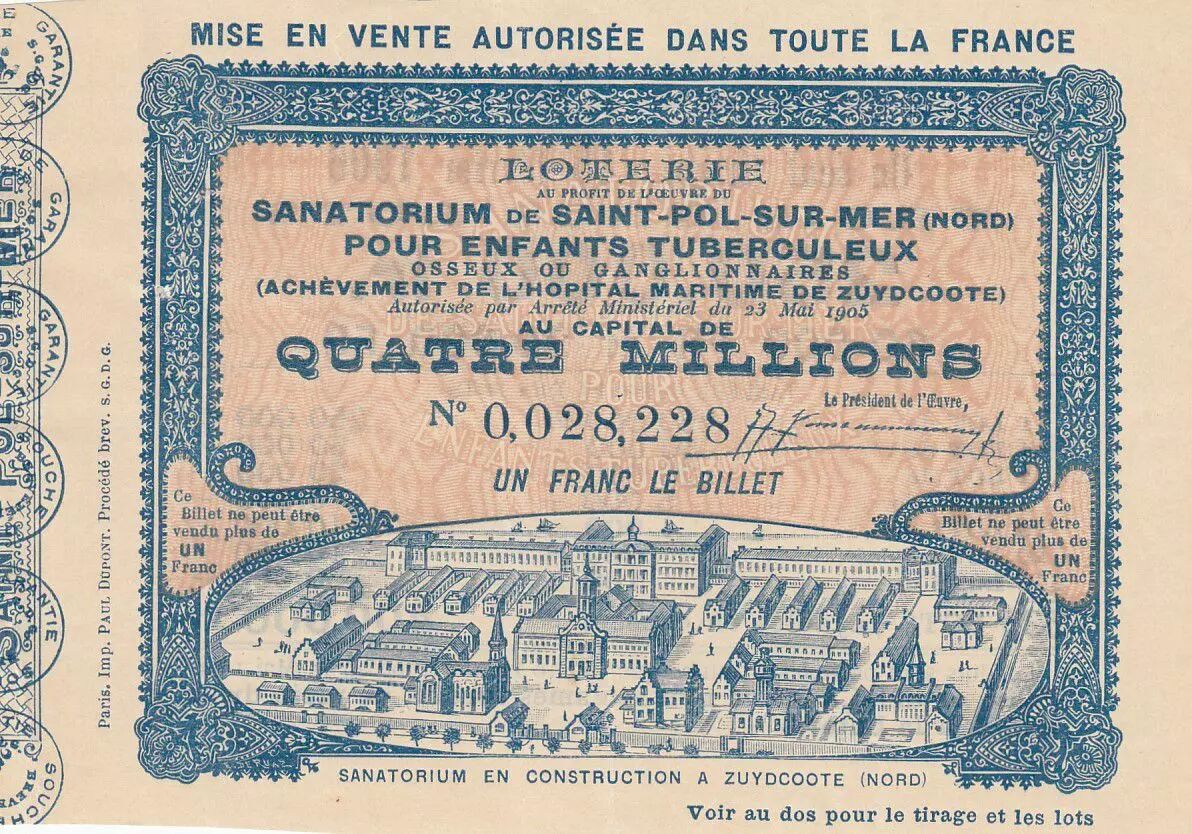 MISE EN VENTE AUTORISÉE DANS TOUTE LA FRANCE
LOTERIE
AU PROFIT DE L'ŒUVRE DU
SANATORIUM DE SAINT-POL-SUR-MER (NORD)
POUR ENFANTS TUBERCULEUX
OSSEUX OU GANGLIONNAIRES
(ACHÈVEMENT DE L'HOPITAL MARITIME DE ZUYDCOOTE)
Autorisée par Arrêté Ministériel du 23 Mai 1905
AU CAPITAL DE
QUATRE MILLIONS
Le Président de l'Œuvre,
No 0,028,228
UN FRANC LE BILLET
Ce
Billet ne peut être
vendu plus de
UN
Franc
Ce
Billet ne peut être
vendu plus de
UN
Franc
SANATORIUM EN CONSTRUCTION A ZUYDCOOTE (NORD)
Voir au dos pour le tirage et les lots
Paris. Imp. PAUL DUPONT. Procédé brev. S.G.D.G.
GARANTIE
SOUCHE